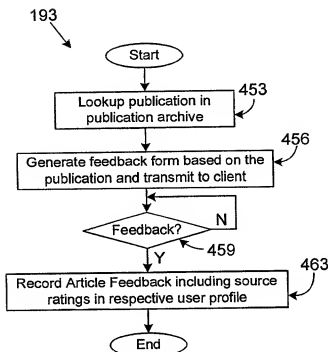 193
Start
Lookup publication in
publication archive
453
456
Generate feedback form based on the
publication and transmit to client
N
Feedback?
459
Y
463
Record Article Feedback including source
ratings in respective user profile
End